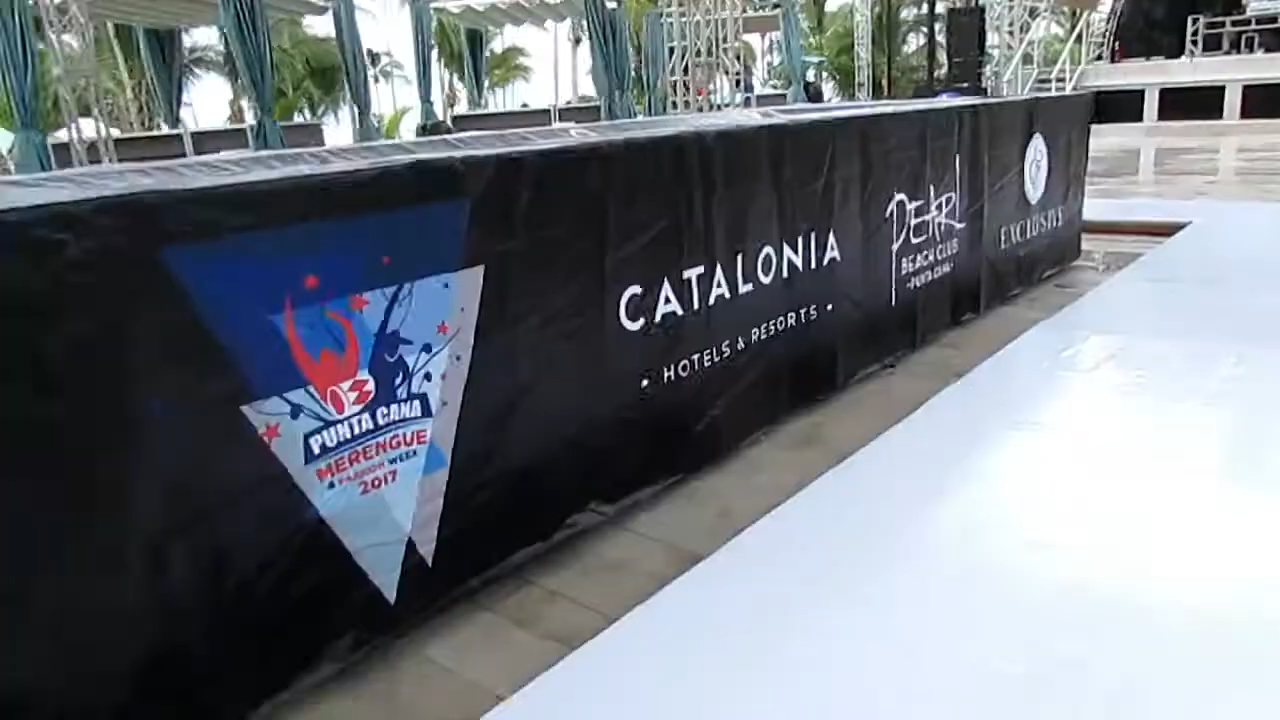 PUNTA CANA
MERENGUE
& FASHION WEEK
2017
CATALONIA
• HOTELS & RESORTS •
PEARL
BEACH CLUB
-PUNTA CANA-
EXCLUSIVE